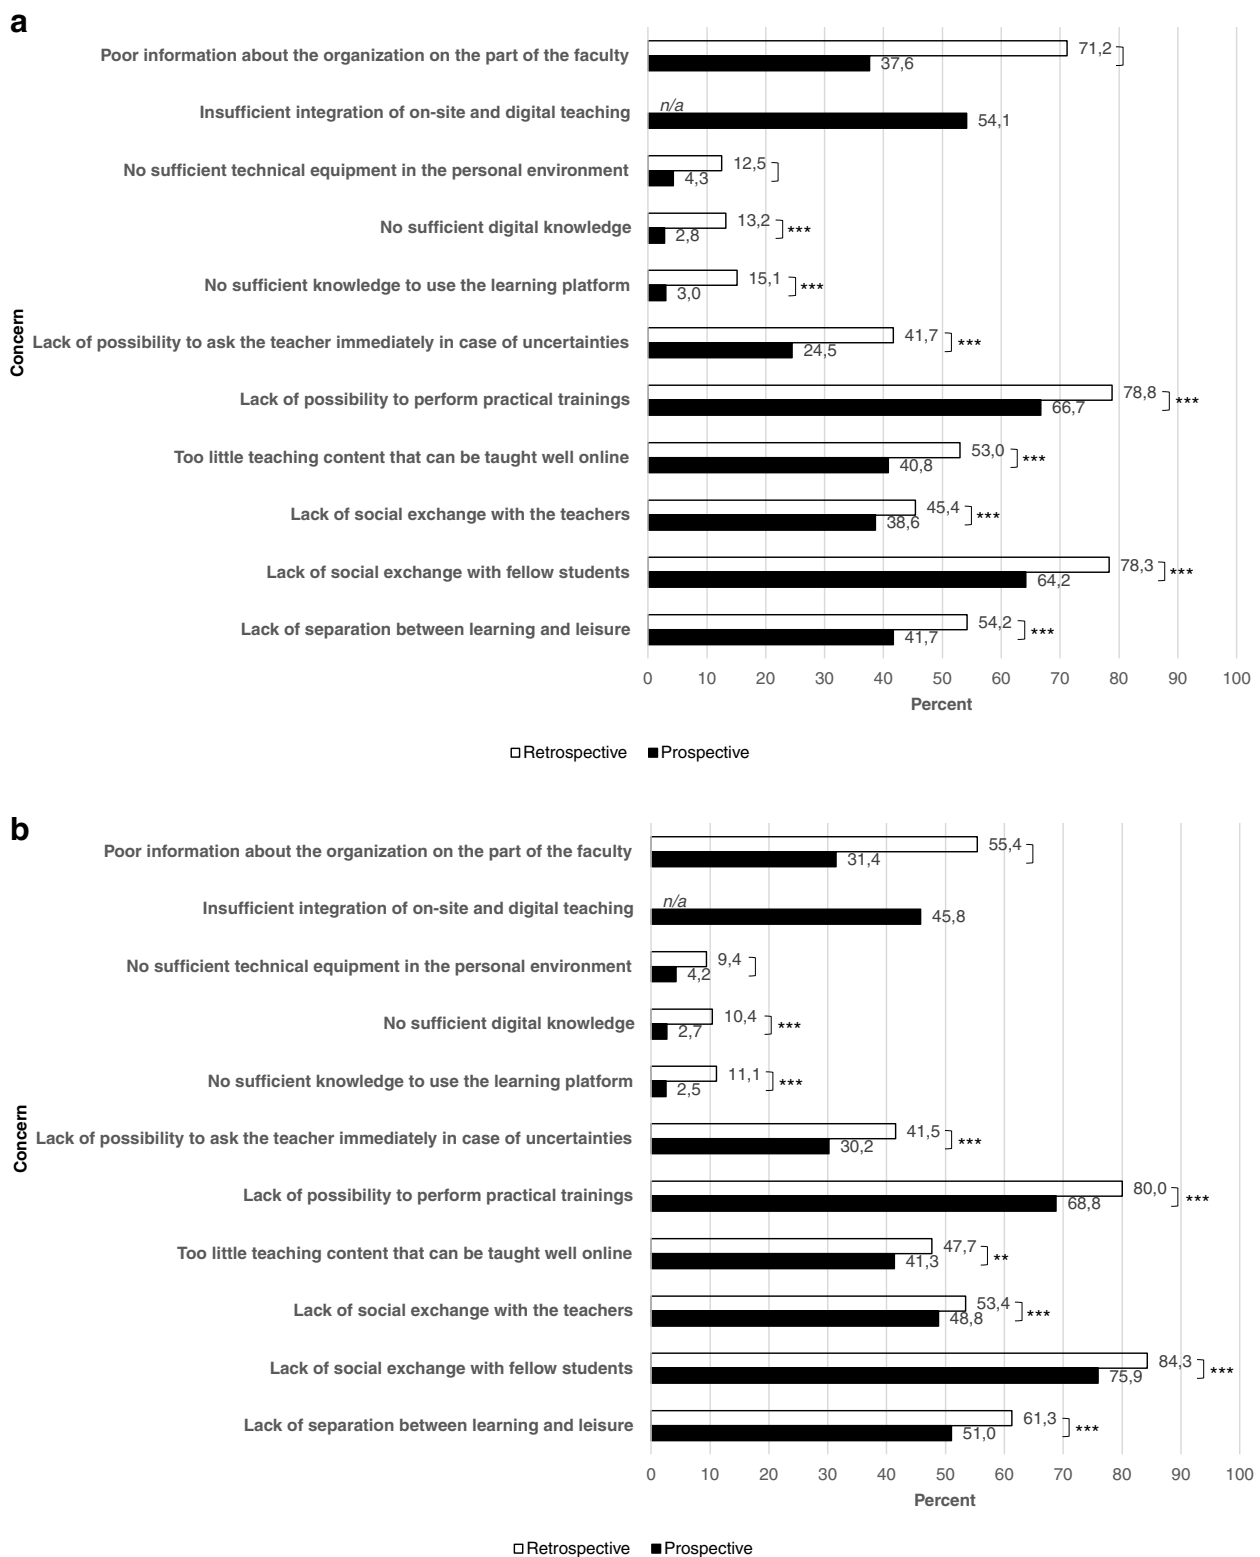 a
Poor information about the organization on the part of the faculty
71,2
37,6
Insufficient integration of on-site and digital teaching
n/a
54,1
No sufficient technical equipment in the personal environment
12,5
4,3
No sufficient digital knowledge
13,2
***
2,8
No sufficient knowledge to use the learning platform
15,1
***
3,0
Concern
Lack of possibility to ask the teacher immediately in case of uncertainties
41,7
***
24,5
Lack of possibility to perform practical trainings
78,8
***
66,7
Too little teaching content that can be taught well online
53,0
***
40,8
Lack of social exchange with the teachers
45,4
***
38,6
Lack of social exchange with fellow students
78,3
***
64,2
Lack of separation between learning and leisure
54,2
***
41,7
0 10 20 30 40 50 60 70 80 90 100
Percent
Retrospective Prospective
b
Poor information about the organization on the part of the faculty
55,4
31,4
Insufficient integration of on-site and digital teaching
n/a
45,8
No sufficient technical equipment in the personal environment
9,4
4,2
No sufficient digital knowledge
10,4
***
2,7
No sufficient knowledge to use the learning platform
11,1
***
2,5
Concern
Lack of possibility to ask the teacher immediately in case of uncertainties
41,5
***
30,2
Lack of possibility to perform practical trainings
80,0
***
68,8
Too little teaching content that can be taught well online
47,7
**
41,3
Lack of social exchange with the teachers
53,4
***
48,8
Lack of social exchange with fellow students
84,3
***
75,9
Lack of separation between learning and leisure
61,3
***
51,0
0 10 20 30 40 50 60 70 80 90 100
Percent
Retrospective Prospective